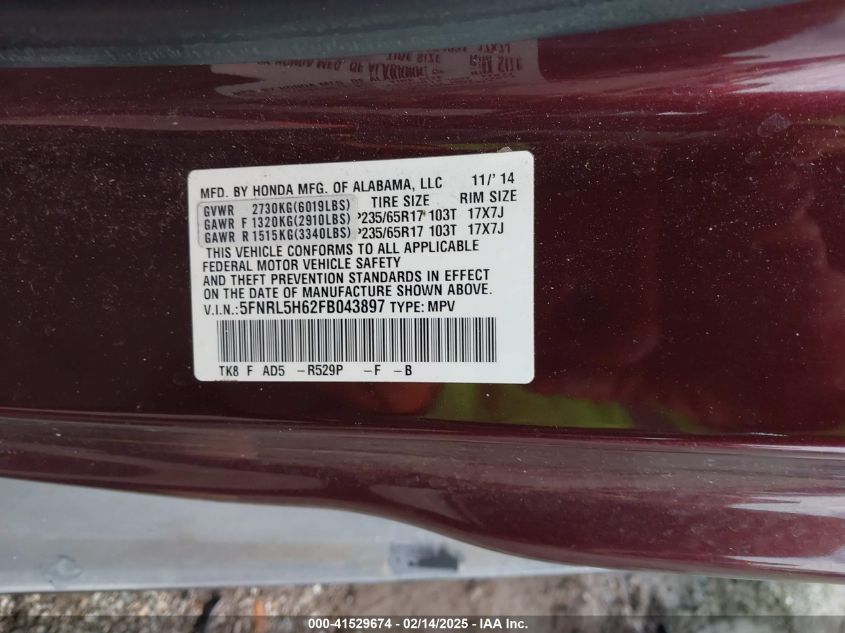 MFD. BY HONDA MFG. OF ALABAMA, LLC 11/'14
TIRE SIZE RIM SIZE
GVWR 2730KG(6019LBS)
GAWR F 1320KG(2910LBS) P235/65R17 103T 17X7J
GAWR R 1515KG(3340LBS) P235/65R17 103T 17X7J
THIS VEHICLE CONFORMS TO ALL APPLICABLE
FEDERAL MOTOR VEHICLE SAFETY
AND THEFT PREVENTION STANDARDS IN EFFECT
ON THE DATE OF MANUFACTURE SHOWN ABOVE.
V.I.N.:5FNRL5H62FB043897 TYPE: MPV
TK8 F AD5 -R529P -F -B
000-41529674 - 02/14/2025 - IAA Inc.